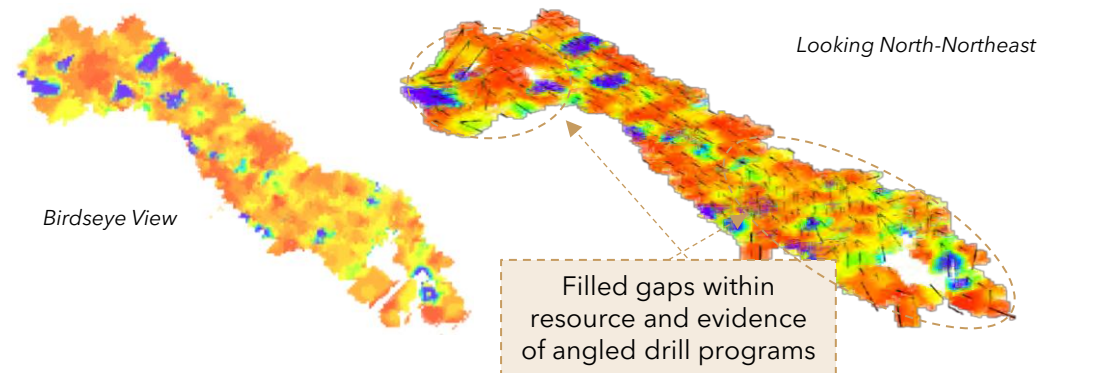 Looking North-Northeast
Birdseye View
Filled gaps within
resource and evidence
of angled drill programs